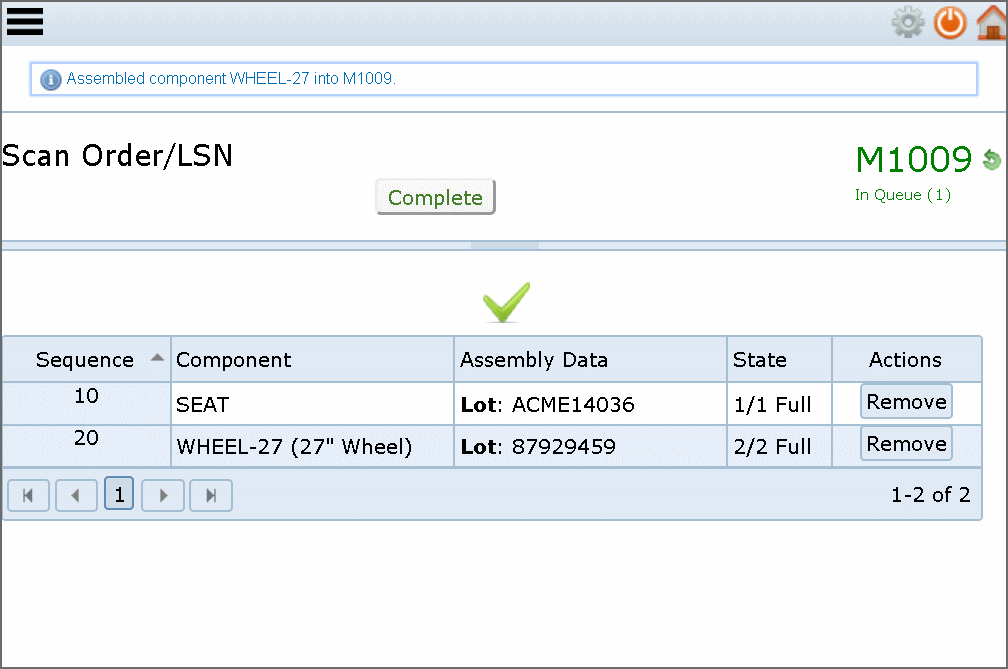 Assembled component WHEEL-27 into M1009.
Scan Order/LSN
M1009
Complete
In Queue (1)
Sequence Component Assembly Data State Actions
10 SEAT Lot: ACME14036 1/1 Full Remove
20 WHEEL-27 (27" Wheel) Lot: 87929459 2/2 Full Remove
1 1-2 of 2